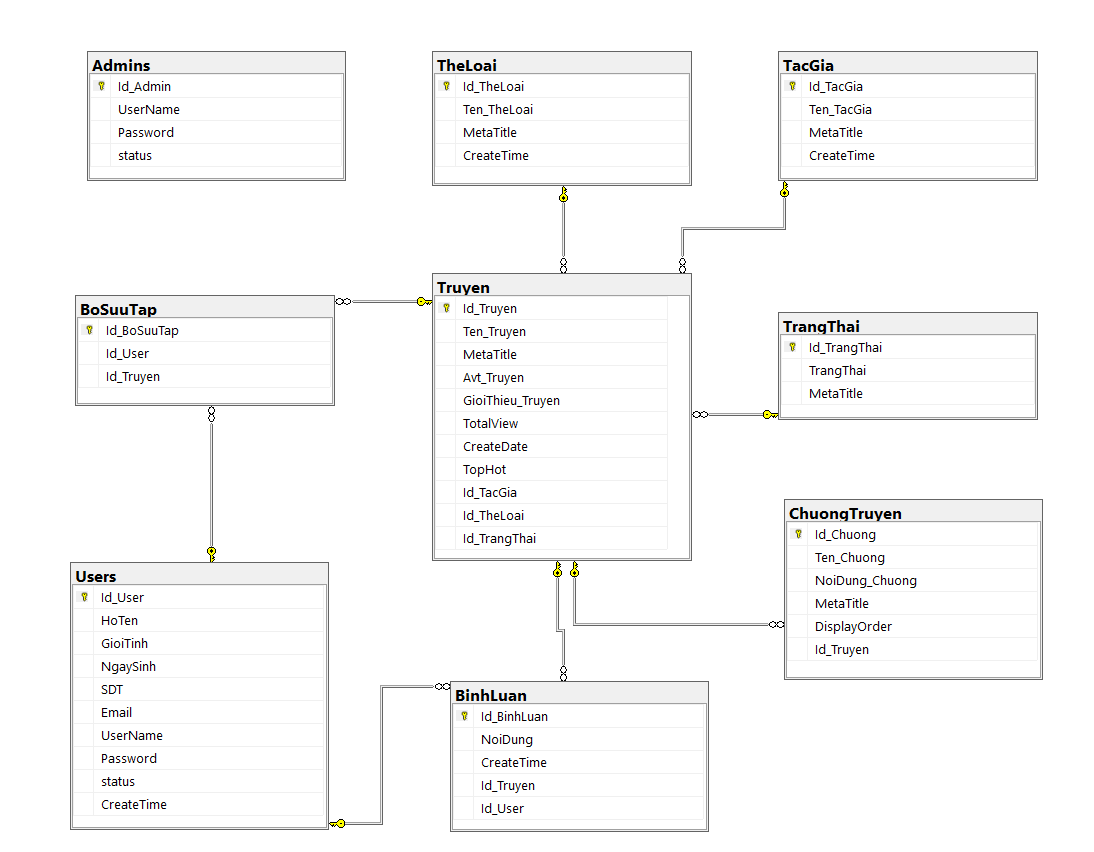 Admins
Id_Admin
UserName
Password
status
TheLoai
Id_TheLoai
Ten_TheLoai
MetaTitle
CreateTime
TacGia
Id_TacGia
Ten_TacGia
MetaTitle
CreateTime
BoSuuTap
Id_BoSuuTap
Id_User
Id_Truyen
Truyen
Id_Truyen
Ten_Truyen
MetaTitle
Avt_Truyen
GioiThieu_Truyen
TotalView
CreateDate
TopHot
Id_TacGia
Id_TheLoai
Id_TrangThai
TrangThai
Id_TrangThai
TrangThai
MetaTitle
ChuongTruyen
Id_Chuong
Ten_Chuong
NoiDung_Chuong
MetaTitle
DisplayOrder
Id_Truyen
Users
Id_User
HoTen
GioiTinh
NgaySinh
SDT
Email
UserName
Password
status
CreateTime
BinhLuan
Id_BinhLuan
NoiDung
CreateTime
Id_Truyen
Id_User